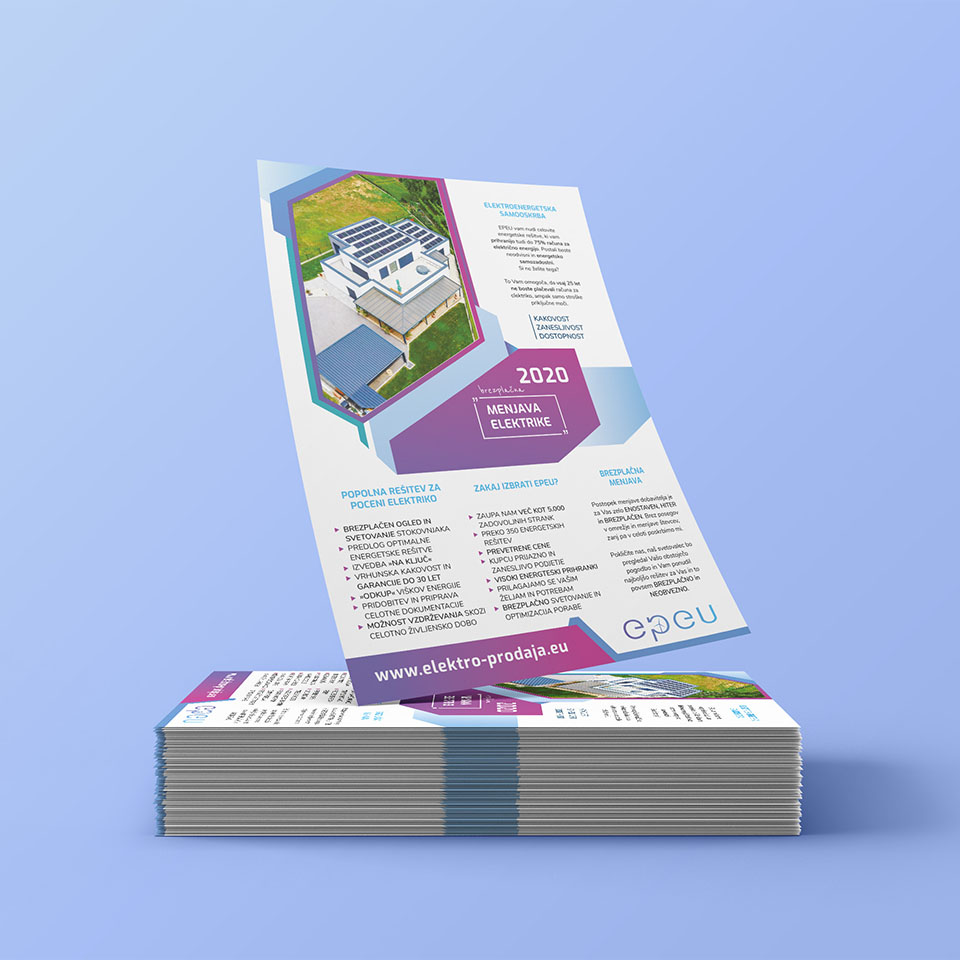 ELEKTROENERGETSKA
SAMOOSKRBA
EPEU vam nudi celovite
energetske rešitve, ki vam
prihranijo tudi do 75% računa za
električno energijo. Postali boste
neodvisni in energetsko
samozadostni.
Si ne želite tega?
To Vam omogoča, da vsaj 25 let
ne boste plačevali računa za
elektriko, ampak samo stroške
priključne moči.
KAKOVOST
ZANESLJIVOST
DOSTOPNOST
2020
brezplačna
„ MENJAVA
ELEKTRIKE "
POPOLNA REŠITEV ZA
POCENI ELEKTRIKO
BREZPLAČEN OGLED IN
SVETOVANJE STOKOVNJAKA
PREDLOG OPTIMALNE
ENERGETSKE REŠITVE
IZVEDBA »NA KLJUČ«
VRHUNSKA KAKOVOST IN
GARANCIJE DO 30 LET
»ODKUP« VIŠKOV ENERGIJE
PRIDOBITEV IN PRIPRAVA
CELOTNE DOKUMENTACIJE
MOŽNOST VZDRŽEVANJA SKOZI
CELOTNO ŽIVLJENSKO DOBO
ZAKAJ IZBRATI EPEU?
ZAUPA NAM VEČ KOT 5.000
ZADOVOLJNIH STRANK
PREKO 350 ENERGETSKIH
REŠITEV
PREVETRENE CENE
KUPCU PRIJAZNO IN
ZANESLJIVO PODJETJE
VISOKI ENERGTESKI PRIHRANKI
PRILAGAJAMO SE VAŠIM
ŽELJAM IN POTREBAM
BREZPLAČNO SVETOVANJE IN
OPTIMIZACIJA PORABE
BREZPLAČNA
MENJAVA
Postopek menjave dobavitelja je
za Vas zelo ENOSTAVEN, HITER
in BREZPLAČEN. Brez posegov
v omrežje in menjave števcev,
zanj pa v celoti poskrbimo mi.
Pokličite nas, naš svetovalec bo
pregledal Vašo obstoječo
pogodbo in Vam ponudil
najboljšo rešitev za Vas in to
povsem BREZPLAČNO in
NEOBVEZNO.
epeu
www.elektro-prodaja.eu